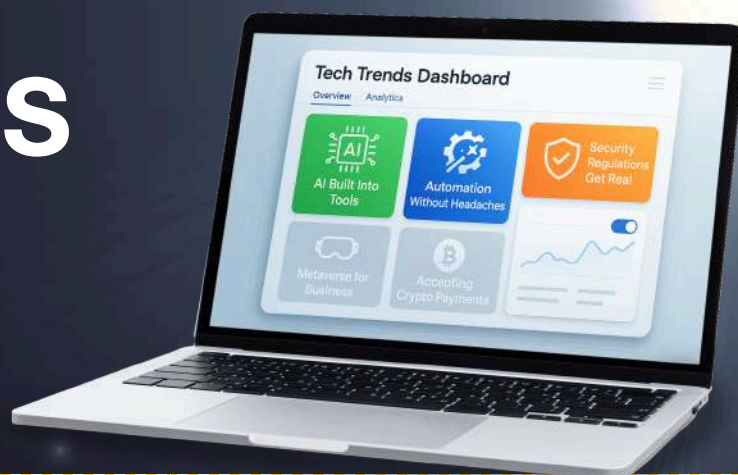 S
Tech Trends Dashboard
Overview Analytics
AI
AI Built Into
Tools
Automation
Without Headaches
Security
Regulations
Get Real
Metaverse for
Business
Accepting
Crypto Payments